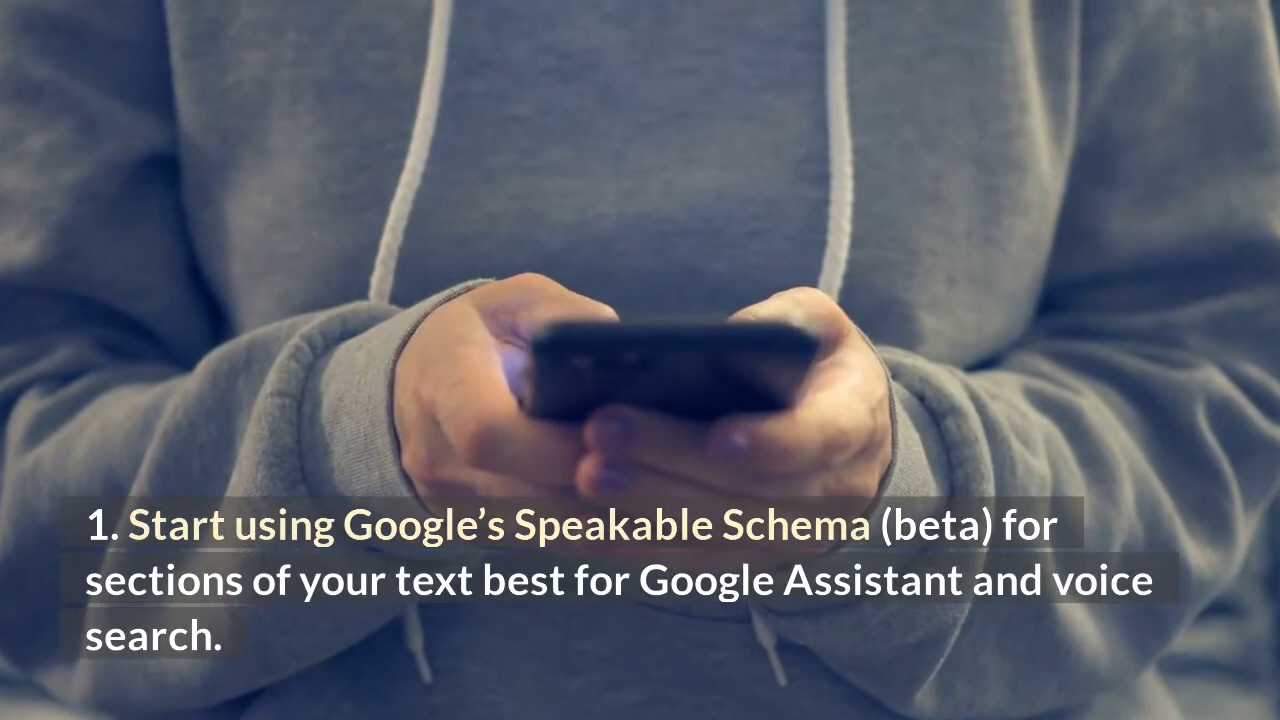 1. Start using Google’s Speakable Schema (beta) for
sections of your text best for Google Assistant and voice
search.